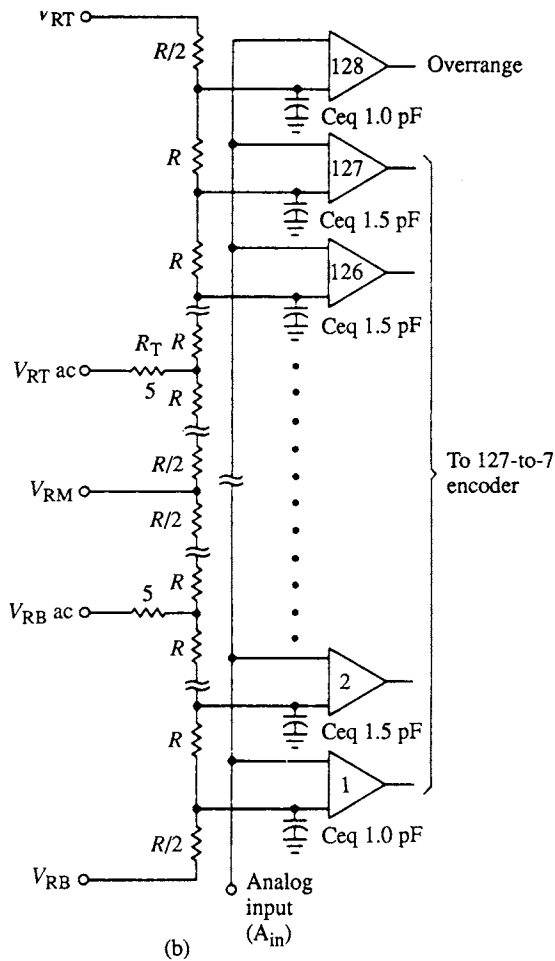 VRT
R/2
128
Overrange
Ceq 1.0 pF
R
127
Ceq 1.5 pF
R
126
Ceq 1.5 pF
RT
R
VRT ac
5
R
R/2
VRM
R/2
To 127-to-7
encoder
R
5
VRB ac
R
2
Ceq 1.5 pF
R
1
Ceq 1.0 pF
R/2
VRB
Analog
input
(Ain)
(b)